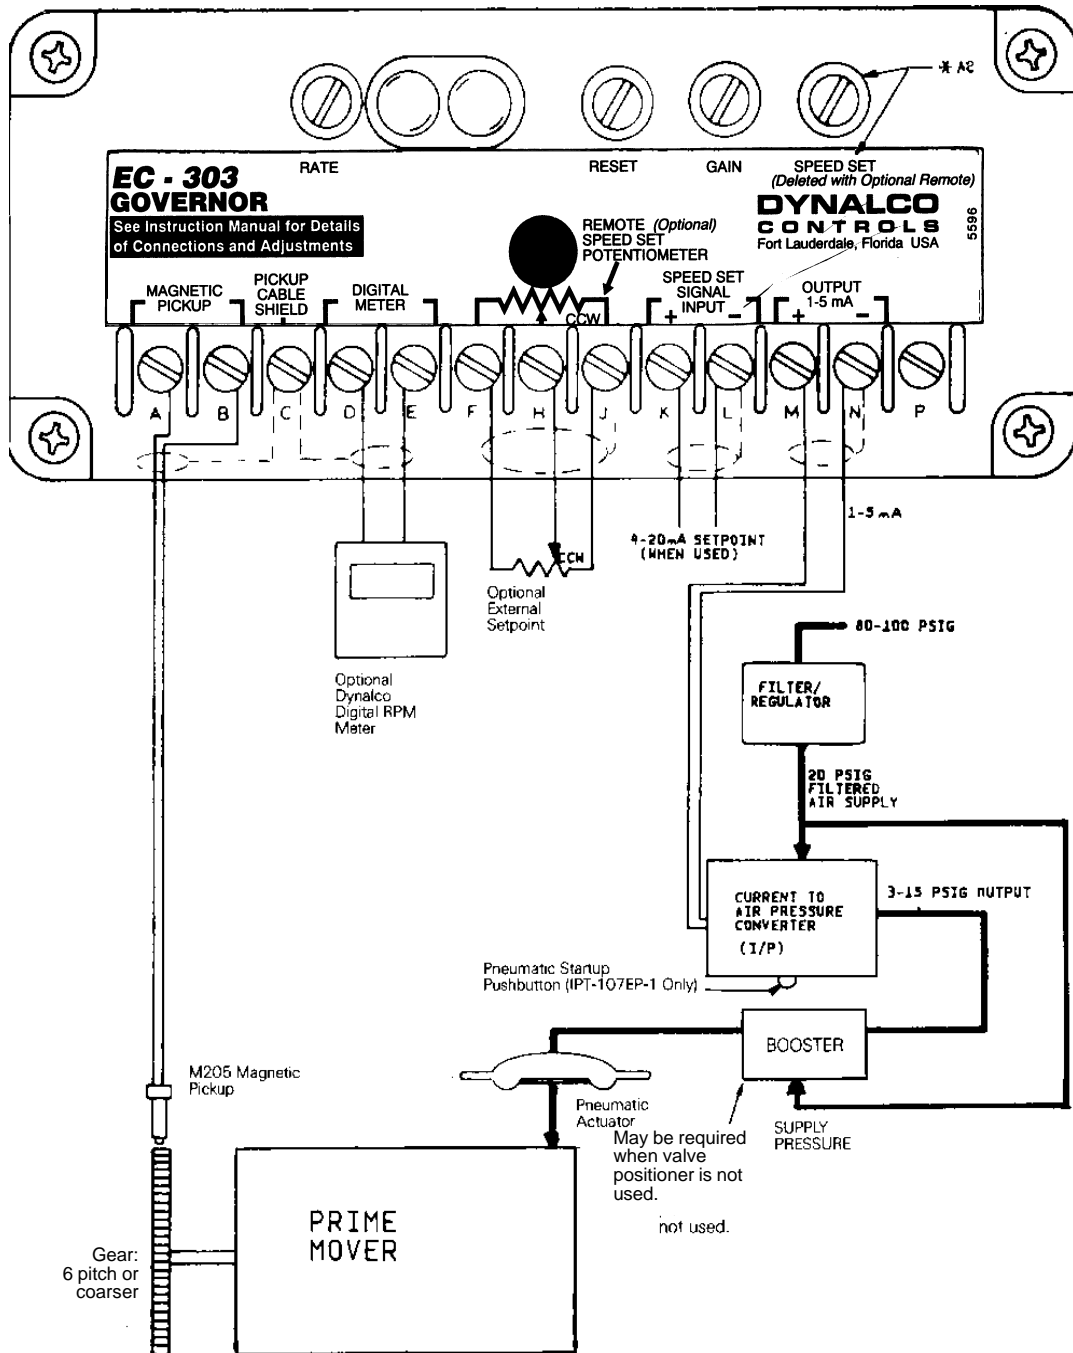 RATE
RESET
GAIN
SPEED SET
(Deleted with Optional Remote)
EC - 303
GOVERNOR
See Instruction Manual for Details
of Connections and Adjustments
DYNALCO
CONTROLS
Fort Lauderdale, Florida USA
5596
REMOTE (Optional)
SPEED SET
POTENTIOMETER
MAGNETIC
PICKUP
PICKUP
CABLE
SHIELD
DIGITAL
METER
CCW
SPEED SET
SIGNAL
INPUT
+ −
OUTPUT
1-5 mA
+ −
A B C D E F H J K L M N P
1-5 mA
4-20mA SETPOINT
(WHEN USED)
CCW
Optional
External
Setpoint
Optional
Dynalco
Digital RPM
Meter
80-100 PSIG
FILTER/
REGULATOR
20 PSIG
FILTERED
AIR SUPPLY
CURRENT TO
AIR PRESSURE
CONVERTER
(I/P)
3-15 PSIG OUTPUT
Pneumatic Startup
Pushbutton (IPT-107EP-1 Only)
BOOSTER
M205 Magnetic
Pickup
Pneumatic
Actuator
May be required
when valve
positioner is not
used.
not used.
SUPPLY
PRESSURE
PRIME
MOVER
Gear:
6 pitch or
coarser